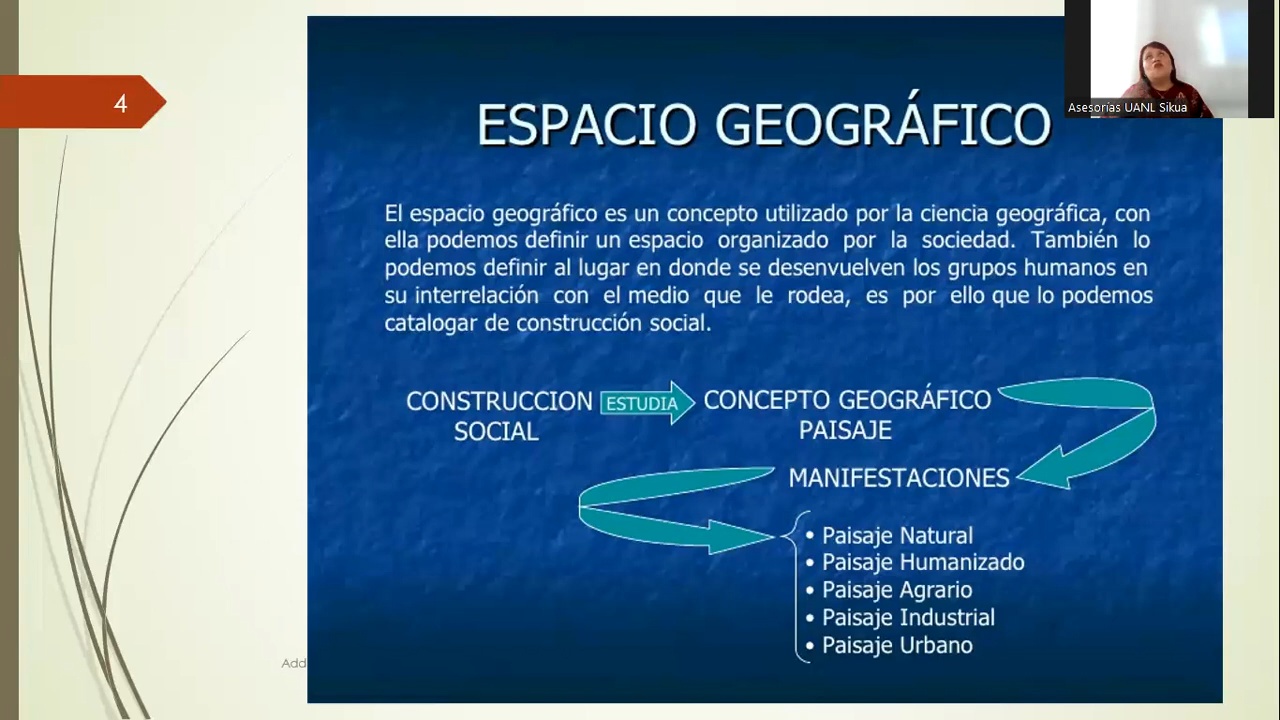 4
Asesorías UANL Sikua
ESPACIO GEOGRÁFICO
El espacio geográfico es un concepto utilizado por la ciencia geográfica, con
ella podemos definir un espacio organizado por la sociedad. También lo
podemos definir al lugar en donde se desenvuelven los grupos humanos en
su interrelación con el medio que le rodea, es por ello que lo podemos
catalogar de construcción social.
CONSTRUCCION
SOCIAL
ESTUDIA
CONCEPTO GEOGRÁFICO
PAISAJE
MANIFESTACIONES
• Paisaje Natural
• Paisaje Humanizado
• Paisaje Agrario
• Paisaje Industrial
• Paisaje Urbano
Add